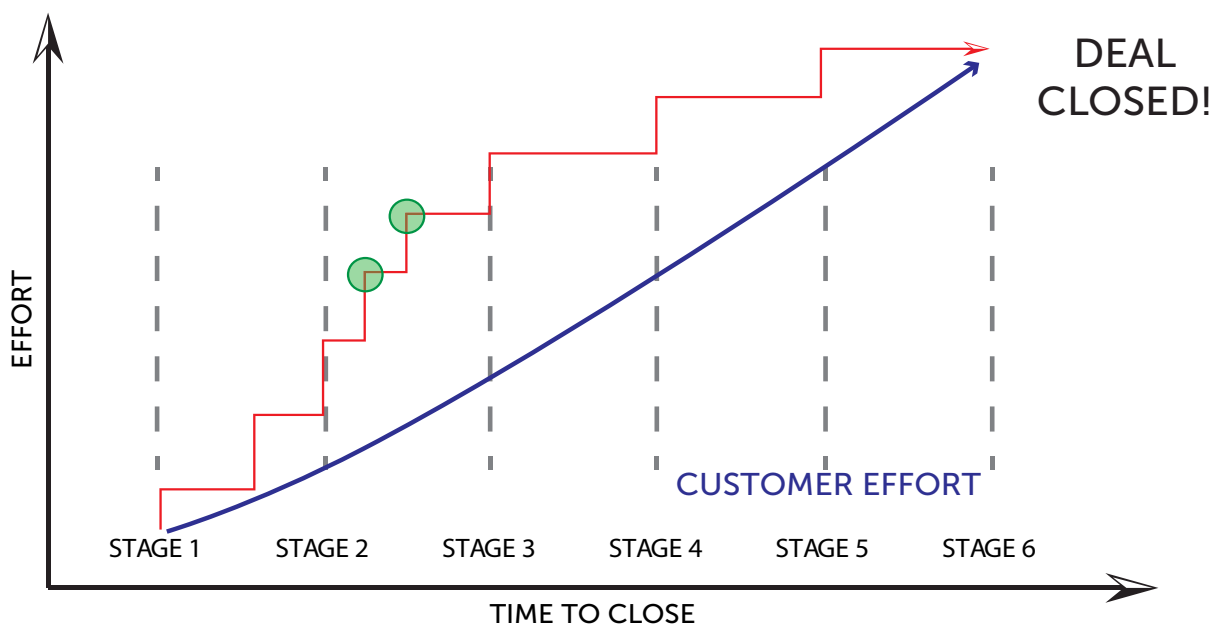 DEAL
CLOSED!
EFFORT
CUSTOMER EFFORT
STAGE 1
STAGE 2
STAGE 3
STAGE 4
STAGE 5
STAGE 6
TIME TO CLOSE